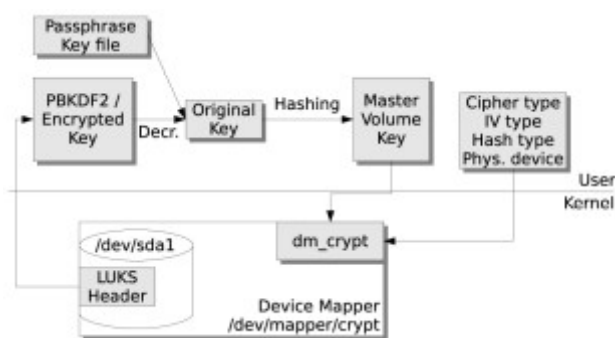 Passphrase
Key file
PBKDF2 /
Encrypted
Key
Decr.
Original
Key
Hashing
Master
Volume
Key
Cipher type
IV type
Hash type
Phys. device
User
Kernel
/dev/sda1
LUKS
Header
dm_crypt
Device Mapper
/dev/mapper/crypt